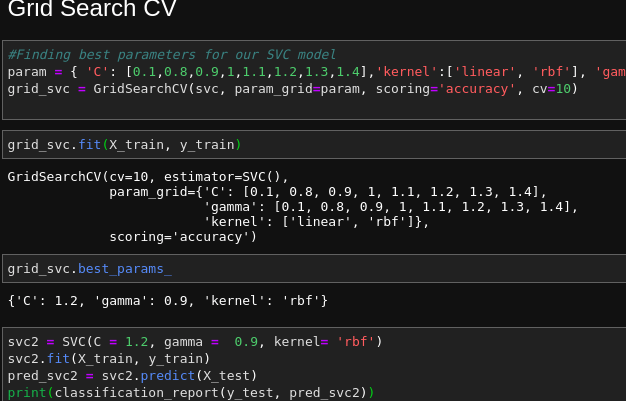 Grid Search CV
#Finding best parameters for our SVC model
param = { 'C': [0.1,0.8,0.9,1,1.1,1.2,1.3,1.4],'kernel':['linear', 'rbf'], 'gam
grid_svc = GridSearchCV(svc, param_grid=param, scoring='accuracy', cv=10)
grid_svc.fit(X_train, y_train)
GridSearchCV(cv=10, estimator=SVC(),
             param_grid={'C': [0.1, 0.8, 0.9, 1, 1.1, 1.2, 1.3, 1.4],
                         'gamma': [0.1, 0.8, 0.9, 1, 1.1, 1.2, 1.3, 1.4],
                         'kernel': ['linear', 'rbf']},
             scoring='accuracy')
grid_svc.best_params_
{'C': 1.2, 'gamma': 0.9, 'kernel': 'rbf'}
svc2 = SVC(C = 1.2, gamma =  0.9, kernel= 'rbf')
svc2.fit(X_train, y_train)
pred_svc2 = svc2.predict(X_test)
print(classification_report(y_test, pred_svc2))